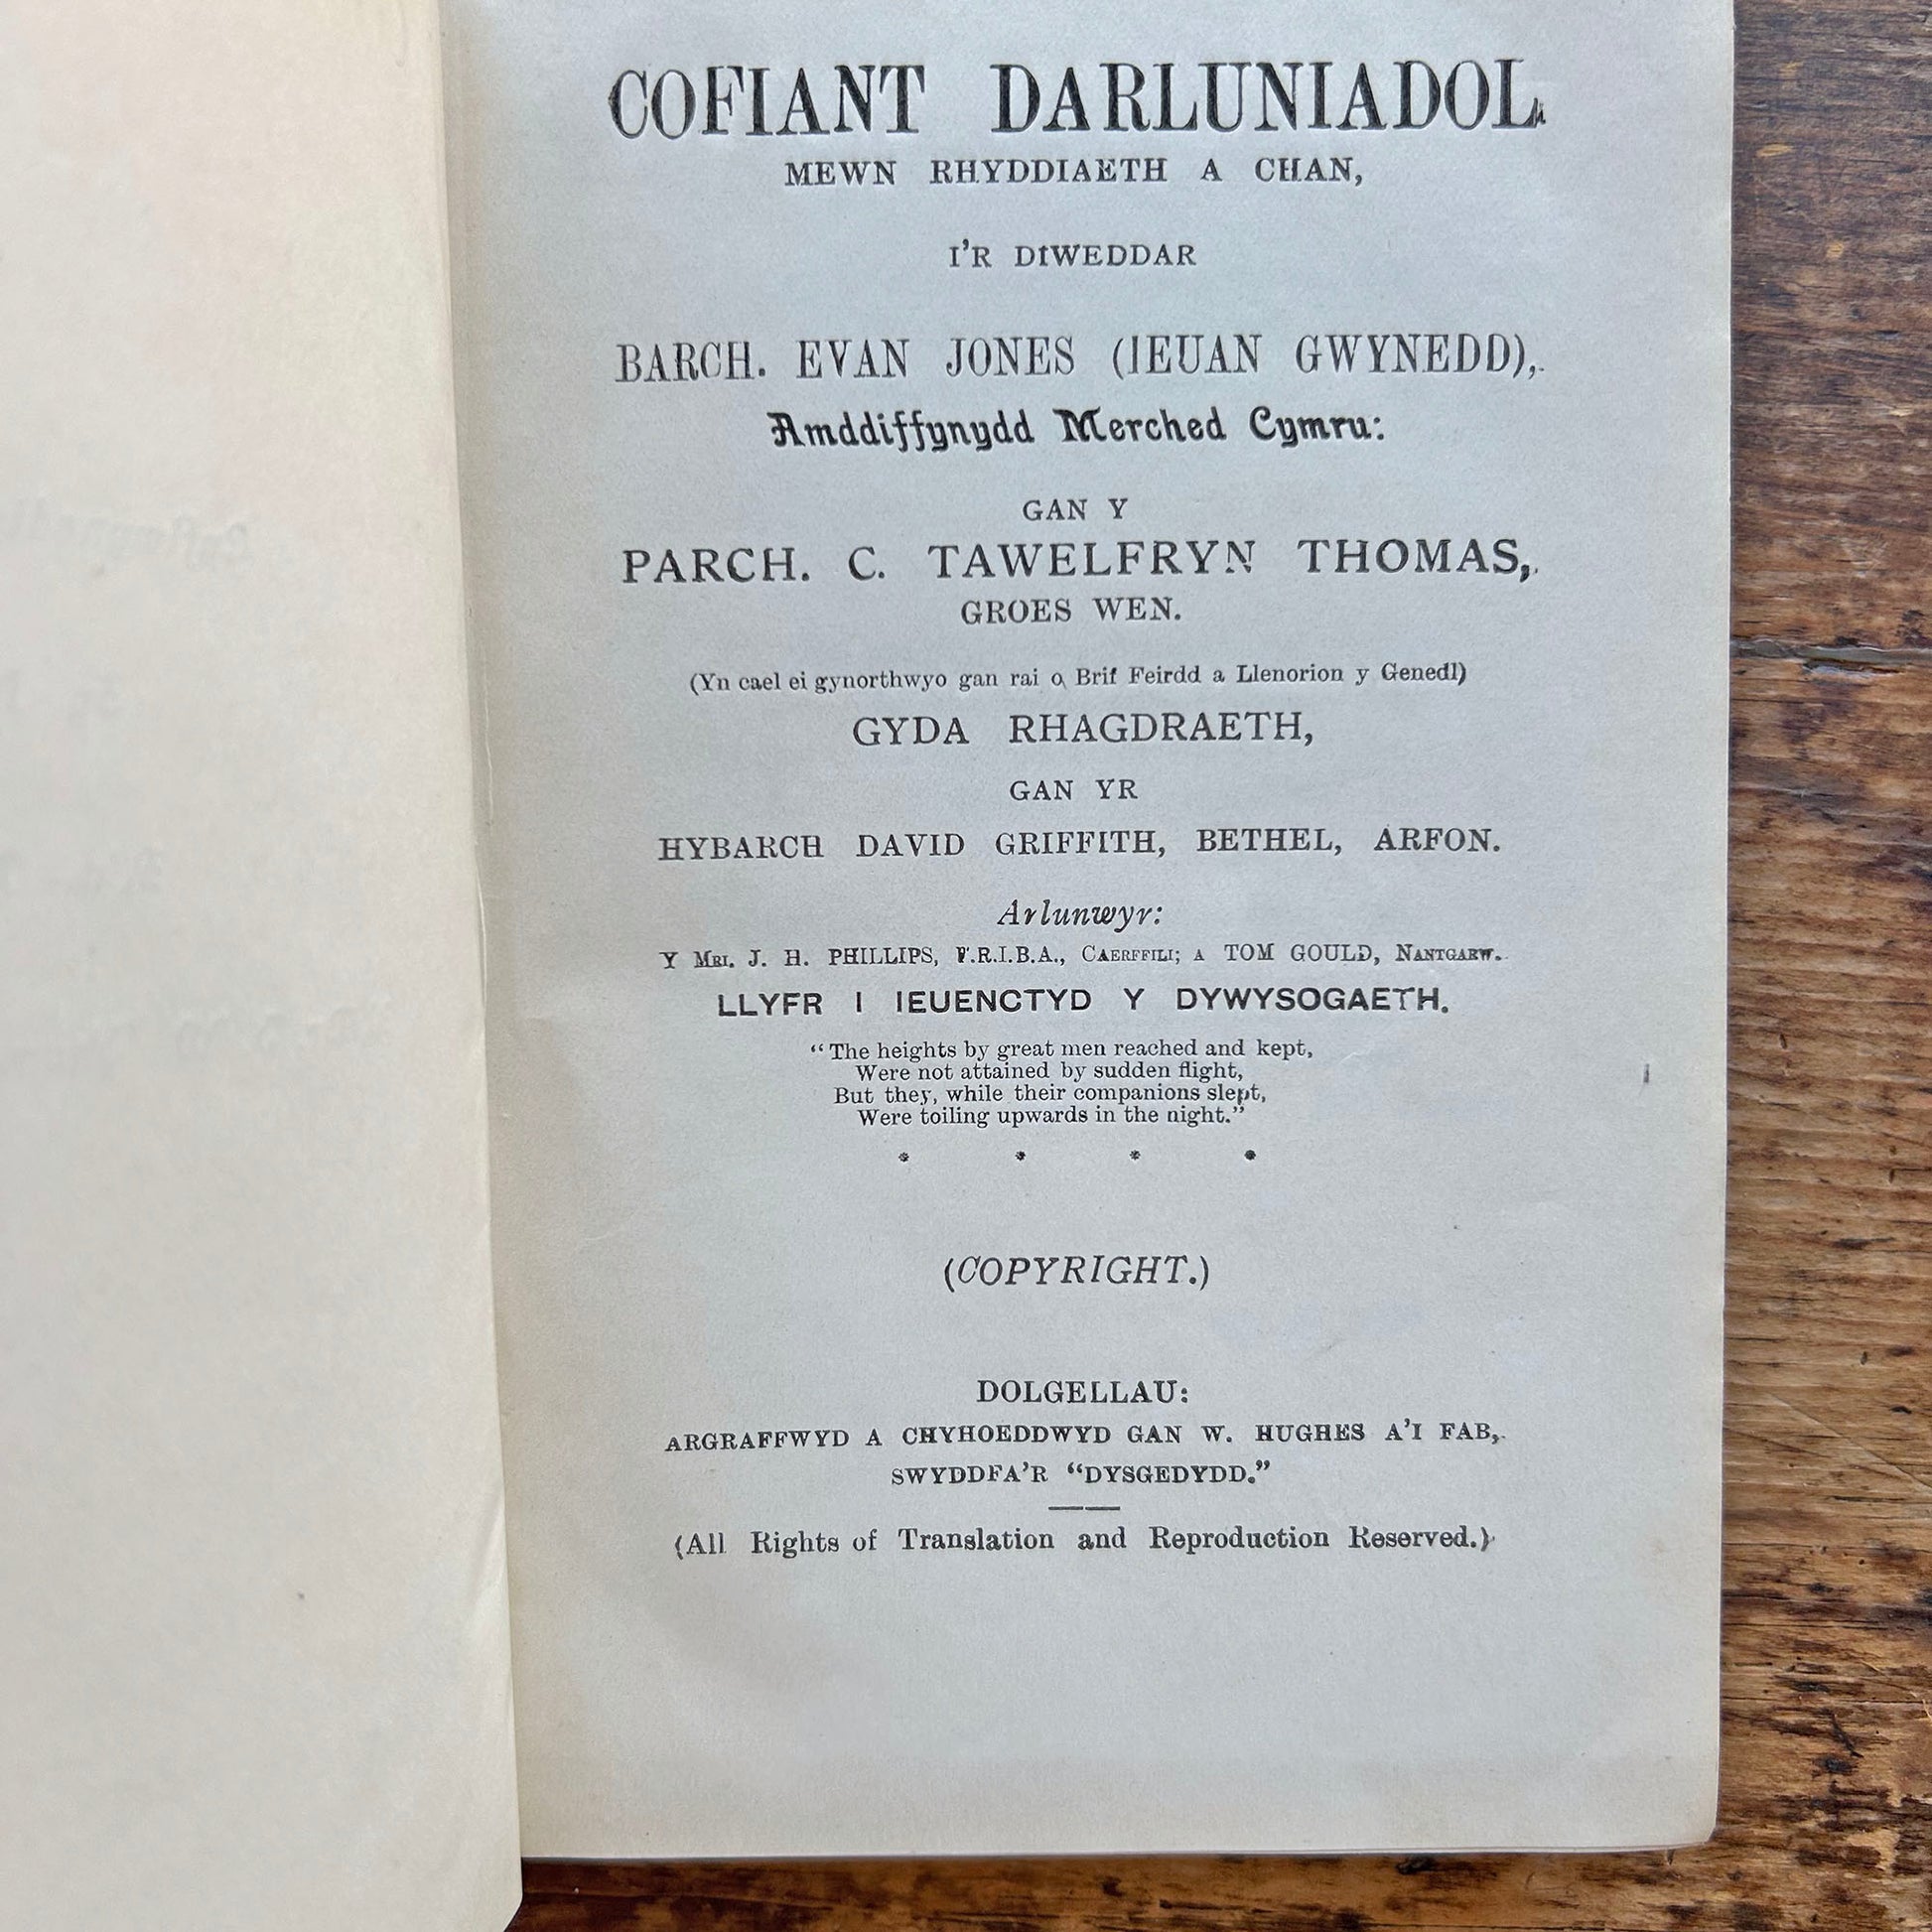 COFIANT DARLUNIADOL
MEWN RHYDDIAETH A CHAN,
I'R DIWEDDAR
BARCH. EVAN JONES (IEUAN GWYNEDD),
Amddiffynydd Merched Cymru:
GAN Y
PARCH. C. TAWELFRYN THOMAS,
GROES WEN.
(Yn cael ei gynorthwyo gan rai o Brif Feirdd a Llenorion y Genedl)
GYDA RHAGDRAETH,
GAN YR
HYBARCH DAVID GRIFFITH, BETHEL, ARFON.
Arlunwyr:
Y MRI. J. H. PHILLIPS, F.R.I.B.A., CAERFFILI; A TOM GOULD, NANTGARW.
LLYFR I IEUENCTYD Y DYWYSOGAETH.
“The heights by great men reached and kept,
Were not attained by sudden flight,
But they, while their companions slept,
Were toiling upwards in the night.”
* * * *
(COPYRIGHT.)
DOLGELLAU:
ARGRAFFWYD A CHYHOEDDWYD GAN W. HUGHES A'I FAB,
SWYDDFA'R “DYSGEDYDD.”
(All Rights of Translation and Reproduction Reserved.)